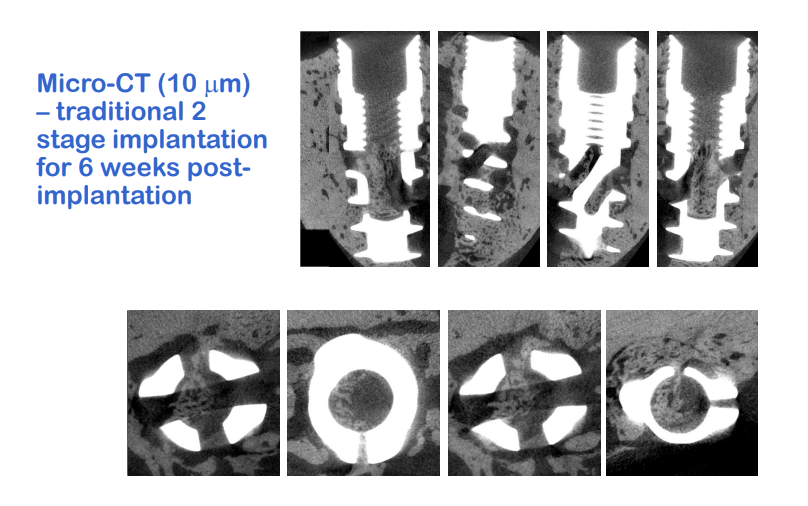 Micro-CT (10 μm)
– traditional 2
stage implantation
for 6 weeks post-
implantation